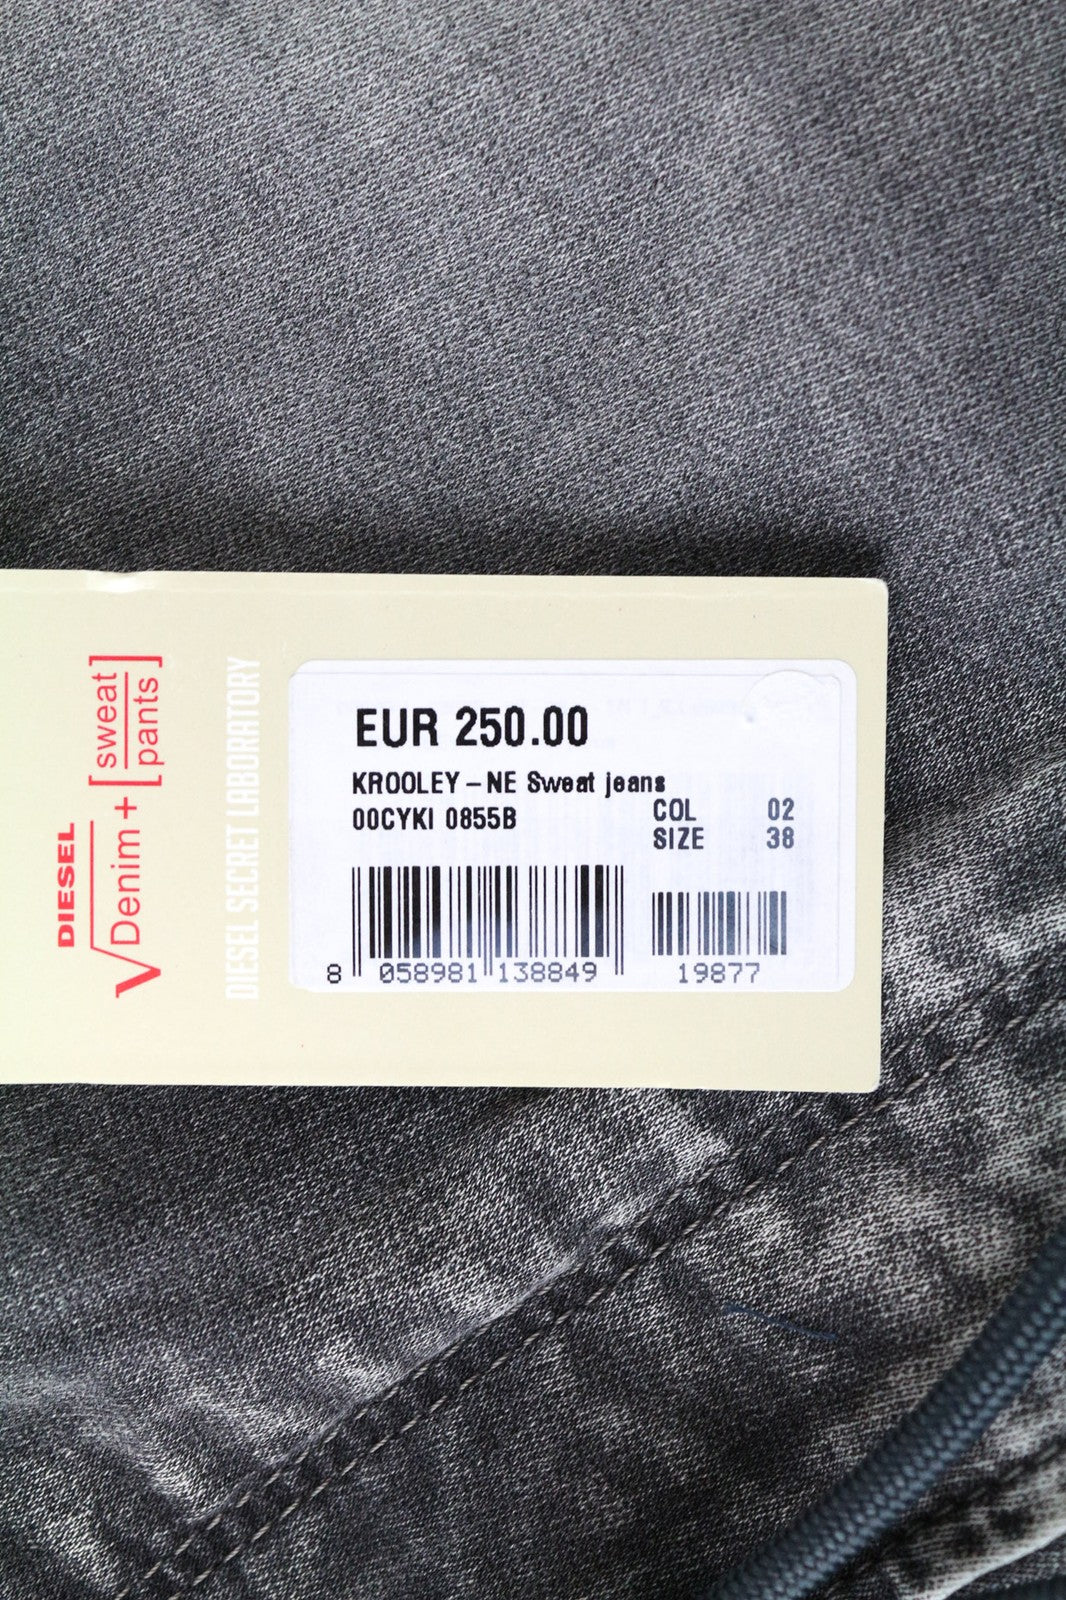 DIESEL
√Denim + [sweat
pants]
DIESEL SECRET LABORATORY
EUR 250.00
KROOLEY-NE Sweat jeans
00CYKI 0855B
COL 02
SIZE 38
8 058981 138849
19877